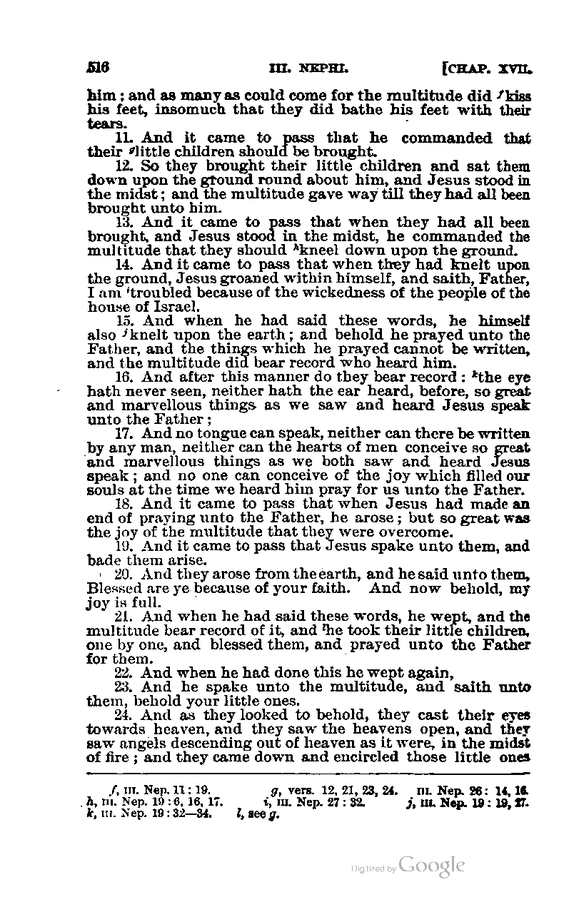 516 III. NEPHI. [CHAP. XVII.
him ; and as many as could come for the multitude did ᶠkiss
his feet, insomuch that they did bathe his feet with their
tears.
11. And it came to pass that he commanded that
their ᵍlittle children should be brought.
12. So they brought their little children and sat them
down upon the ground round about him, and Jesus stood in
the midst ; and the multitude gave way till they had all been
brought unto him.
13. And it came to pass that when they had all been
brought, and Jesus stood in the midst, he commanded the
multitude that they should ʰkneel down upon the ground.
14. And it came to pass that when they had knelt upon
the ground, Jesus groaned within himself, and saith, Father,
I am ⁱtroubled because of the wickedness of the people of the
house of Israel.
15. And when he had said these words, he himself
also ʲknelt upon the earth ; and behold he prayed unto the
Father, and the things which he prayed cannot be written,
and the multitude did bear record who heard him.
16. And after this manner do they bear record : ᵏthe eye
hath never seen, neither hath the ear heard, before, so great
and marvellous things as we saw and heard Jesus speak
unto the Father ;
17. And no tongue can speak, neither can there be written
by any man, neither can the hearts of men conceive so great
and marvellous things as we both saw and heard Jesus
speak ; and no one can conceive of the joy which filled our
souls at the time we heard him pray for us unto the Father.
18. And it came to pass that when Jesus had made an
end of praying unto the Father, he arose ; but so great was
the joy of the multitude that they were overcome.
19. And it came to pass that Jesus spake unto them, and
bade them arise.
20. And they arose from the earth, and he said unto them,
Blessed are ye because of your faith. And now behold, my
joy is full.
21. And when he had said these words, he wept, and the
multitude bear record of it, and ˡhe took their little children,
one by one, and blessed them, and prayed unto the Father
for them.
22. And when he had done this he wept again,
23. And he spake unto the multitude, and saith unto
them, behold your little ones.
24. And as they looked to behold, they cast their eyes
towards heaven, and they saw the heavens open, and they
saw angels descending out of heaven as it were, in the midst
of fire ; and they came down and encircled those little ones
f, III. Nep. 11 : 19. g, vers. 12, 21, 23, 24. III. Nep. 26 : 14, 16.
h, III. Nep. 19 : 6, 16, 17. i, III. Nep. 27 : 32. j, III. Nep. 19 : 19, 27.
k, III. Nep. 19 : 32—34. l, see g.
Digitized by Google